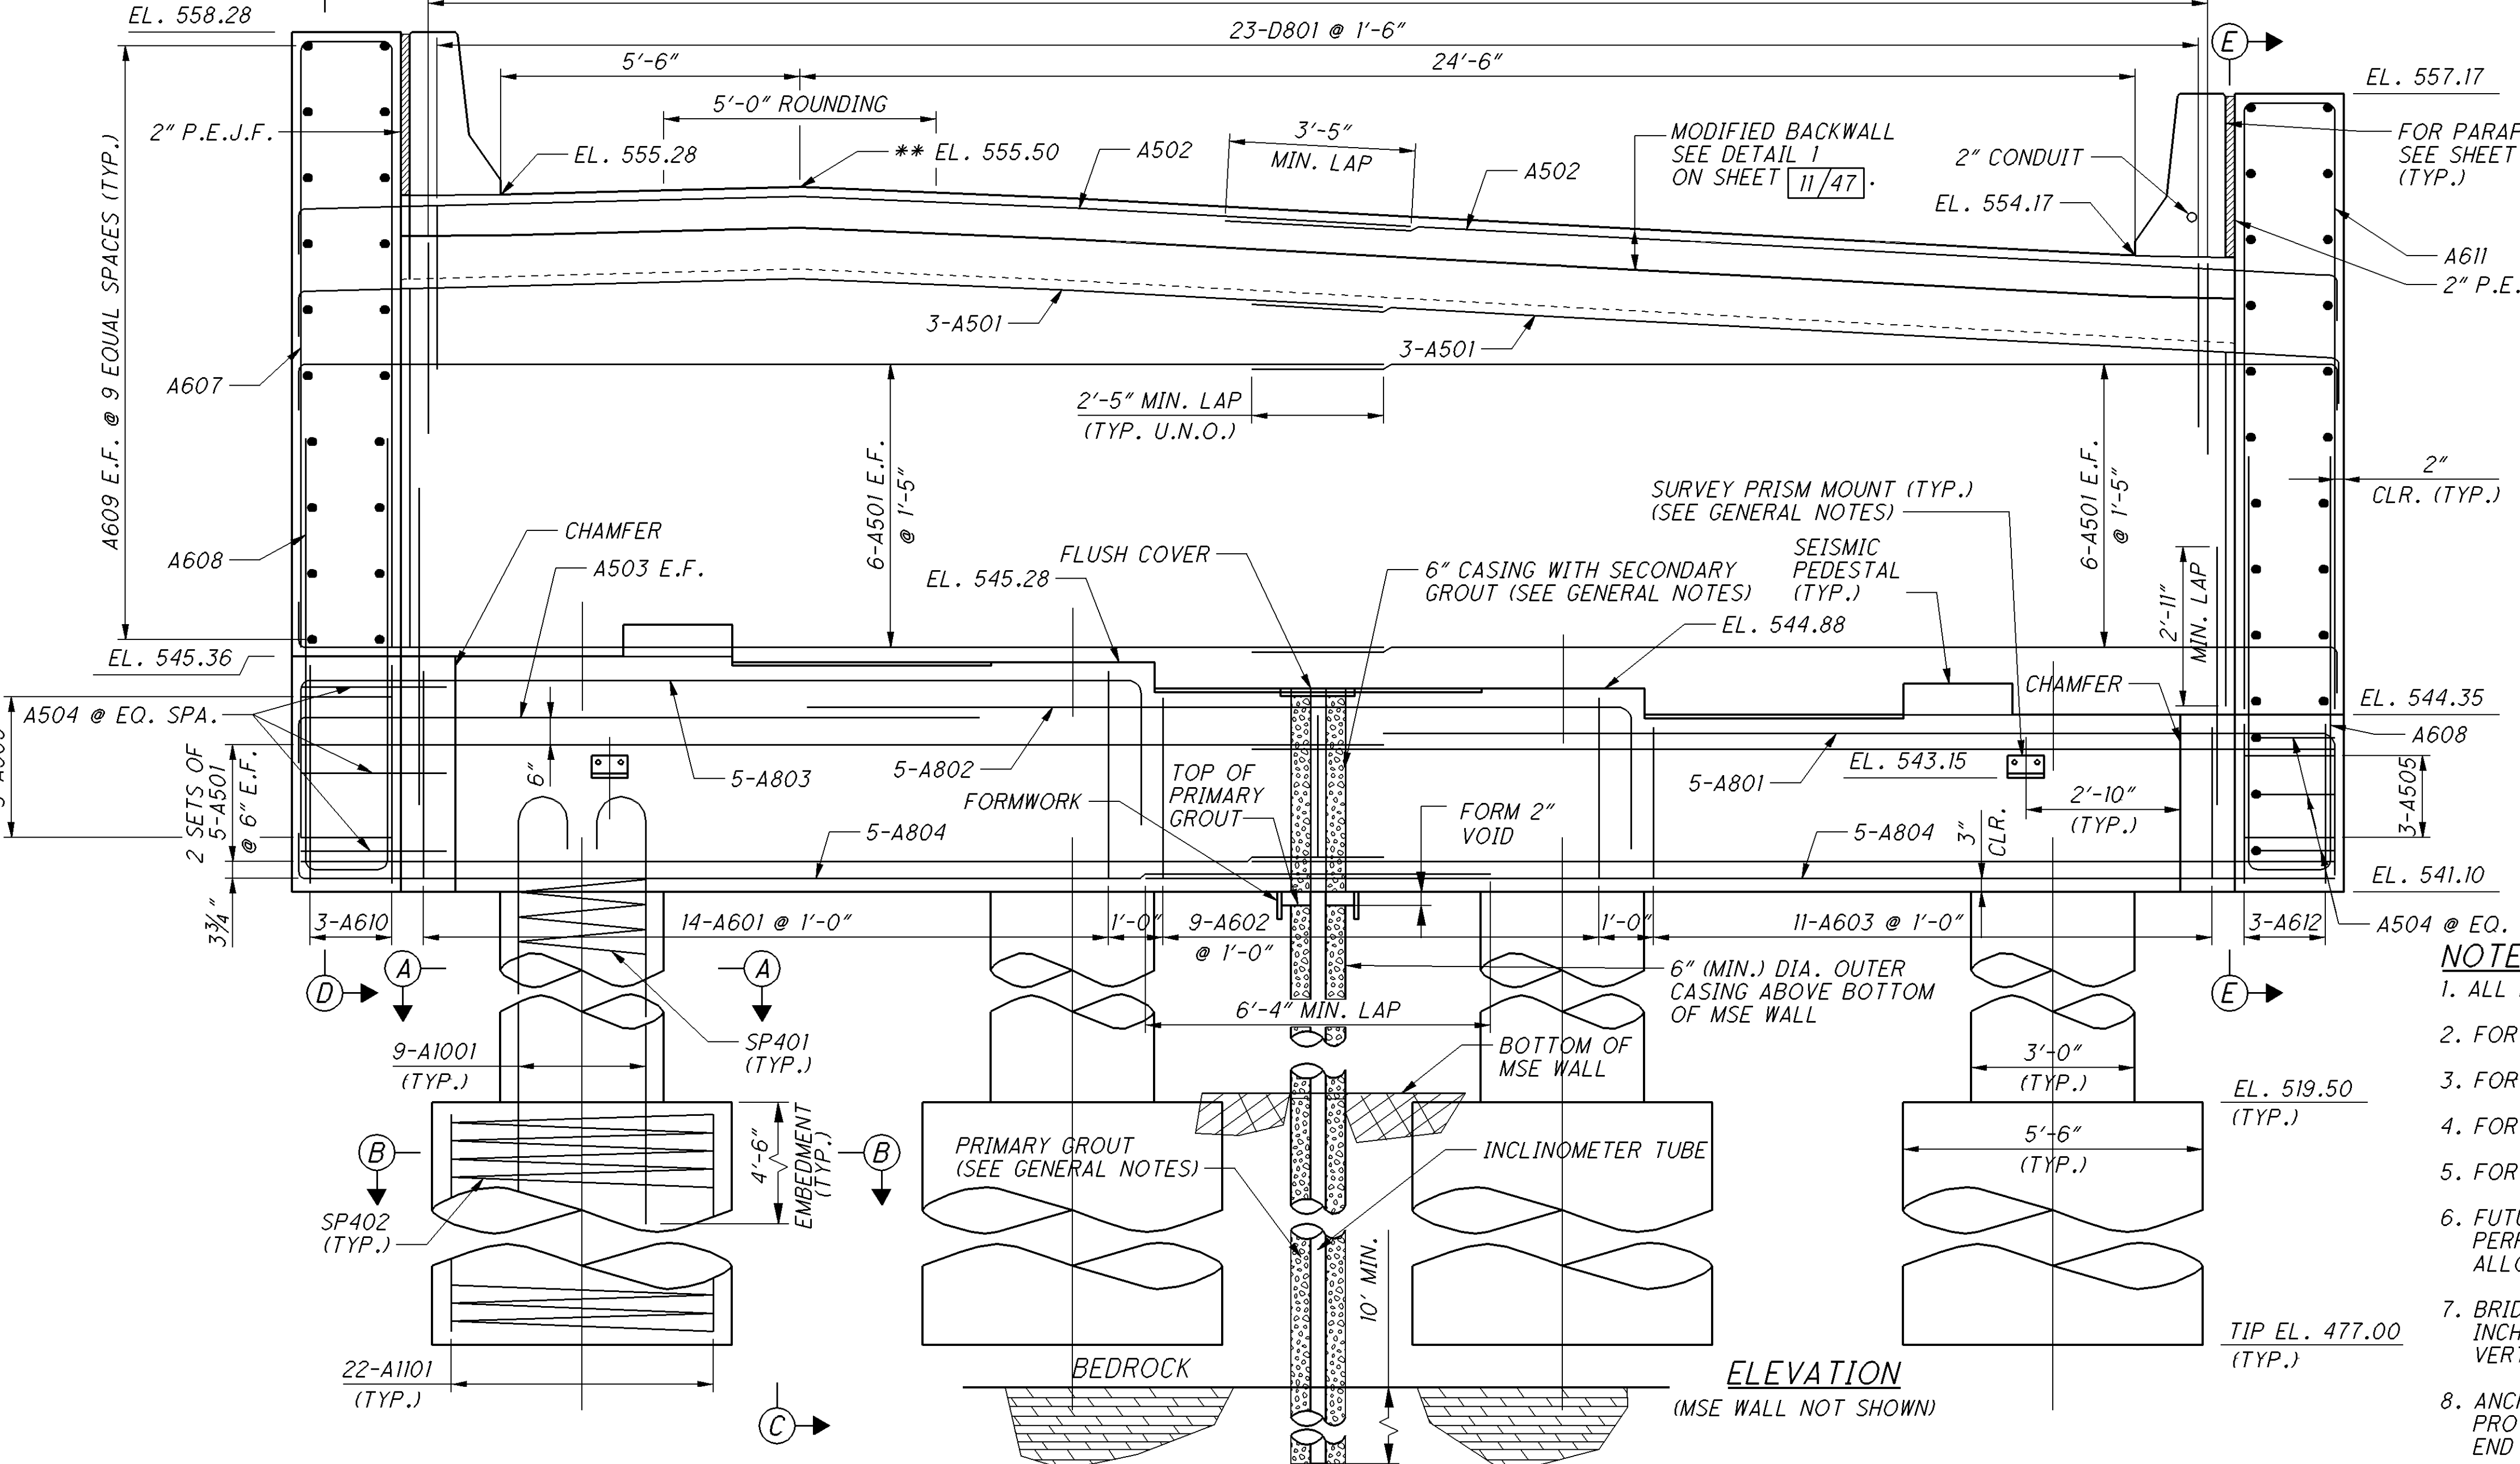 EL. 558.28
23-D801 @ 1'-6"
E
5'-6"
24'-6"
EL. 557.17
5'-0" ROUNDING
2" P.E.J.F.
EL. 555.28
** EL. 555.50
A502
3'-5"
MIN. LAP
A502
MODIFIED BACKWALL
SEE DETAIL 1
ON SHEET 11/47 .
2" CONDUIT
EL. 554.17
FOR PARAF
SEE SHEET
(TYP.)
A611
2" P.E.
A609 E.F. @ 9 EQUAL SPACES (TYP.)
3-A501
3-A501
A607
2'-5" MIN. LAP
(TYP. U.N.O.)
6-A501 E.F.
@ 1'-5"
6-A501 E.F.
@ 1'-5"
2"
CLR. (TYP.)
SURVEY PRISM MOUNT (TYP.)
(SEE GENERAL NOTES)
CHAMFER
A608
A503 E.F.
FLUSH COVER
EL. 545.28
6" CASING WITH SECONDARY
GROUT (SEE GENERAL NOTES)
SEISMIC
PEDESTAL
(TYP.)
2'-11"
MIN. LAP
EL. 544.88
EL. 545.36
CHAMFER
EL. 544.35
A504 @ EQ. SPA.
A608
2 SETS OF
5-A501
@ 6" E.F.
6"
5-A803
5-A802
TOP OF
PRIMARY
GROUT
5-A801
EL. 543.15
2'-10"
(TYP.)
3-A505
FORMWORK
FORM 2"
VOID
5-A804
5-A804
3"
CLR.
EL. 541.10
3¾"
3-A610
14-A601 @ 1'-0"
1'-0"
9-A602
@ 1'-0"
1'-0"
11-A603 @ 1'-0"
3-A612
A504 @ EQ.
D
A
A
6" (MIN.) DIA. OUTER
CASING ABOVE BOTTOM
OF MSE WALL
E
NOTE
1. ALL
6'-4" MIN. LAP
SP401
(TYP.)
9-A1001
(TYP.)
BOTTOM OF
MSE WALL
3'-0"
(TYP.)
2. FOR
3. FOR
EL. 519.50
(TYP.)
4. FOR
B
4'-6"
EMBEDMENT
(TYP.)
B
PRIMARY GROUT
(SEE GENERAL NOTES)
INCLINOMETER TUBE
5'-6"
(TYP.)
5. FOR
SP402
(TYP.)
6. FUTU
PERF
ALLO
10' MIN.
7. BRID
INCH
VERT
TIP EL. 477.00
(TYP.)
22-A1101
(TYP.)
BEDROCK
ELEVATION
(MSE WALL NOT SHOWN)
C
8. ANCH
PRO
END